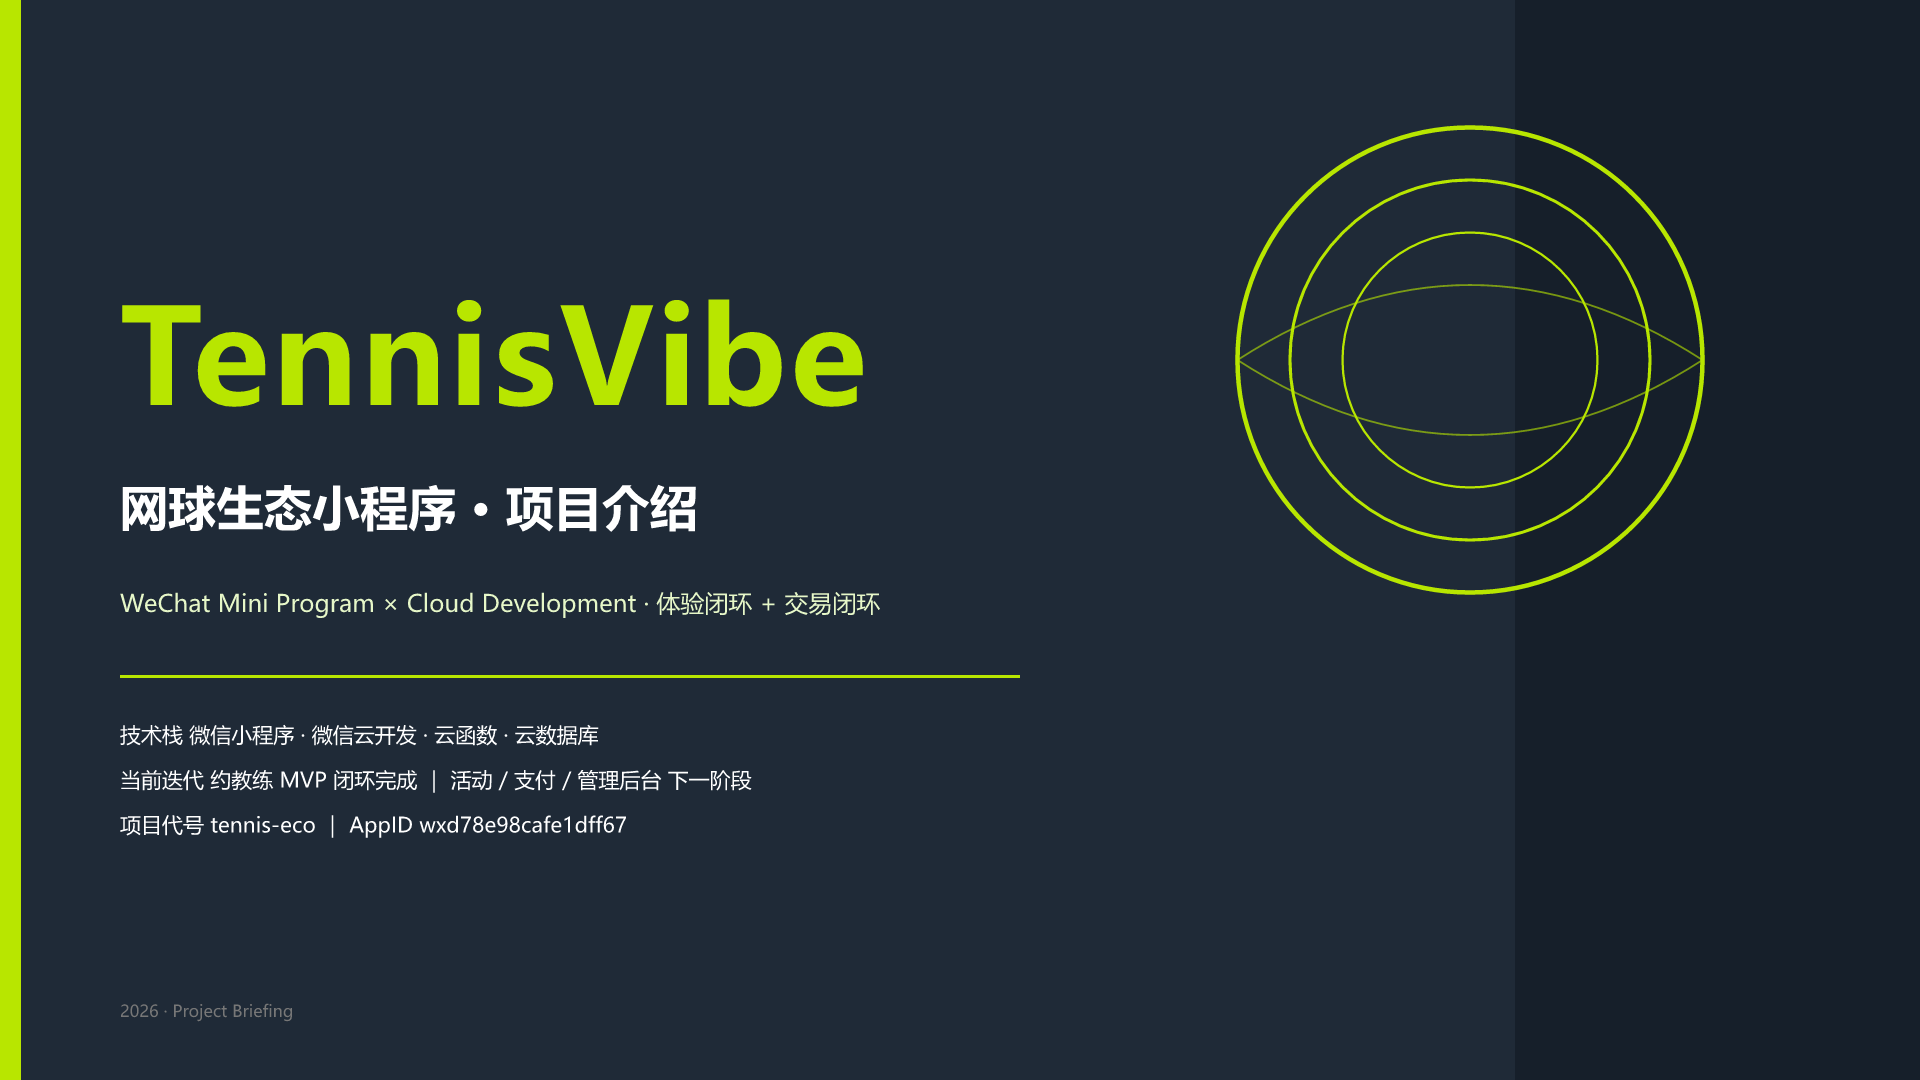 TennisVibe
网球生态小程序 · 项目介绍
WeChat Mini Program × Cloud Development · 体验闭环 + 交易闭环
技术栈 微信小程序 · 微信云开发 · 云函数 · 云数据库
当前迭代 约教练 MVP 闭环完成 ｜ 活动 / 支付 / 管理后台 下一阶段
项目代号 tennis-eco ｜ AppID wxd78e98cafe1dff67
2026 · Project Briefing